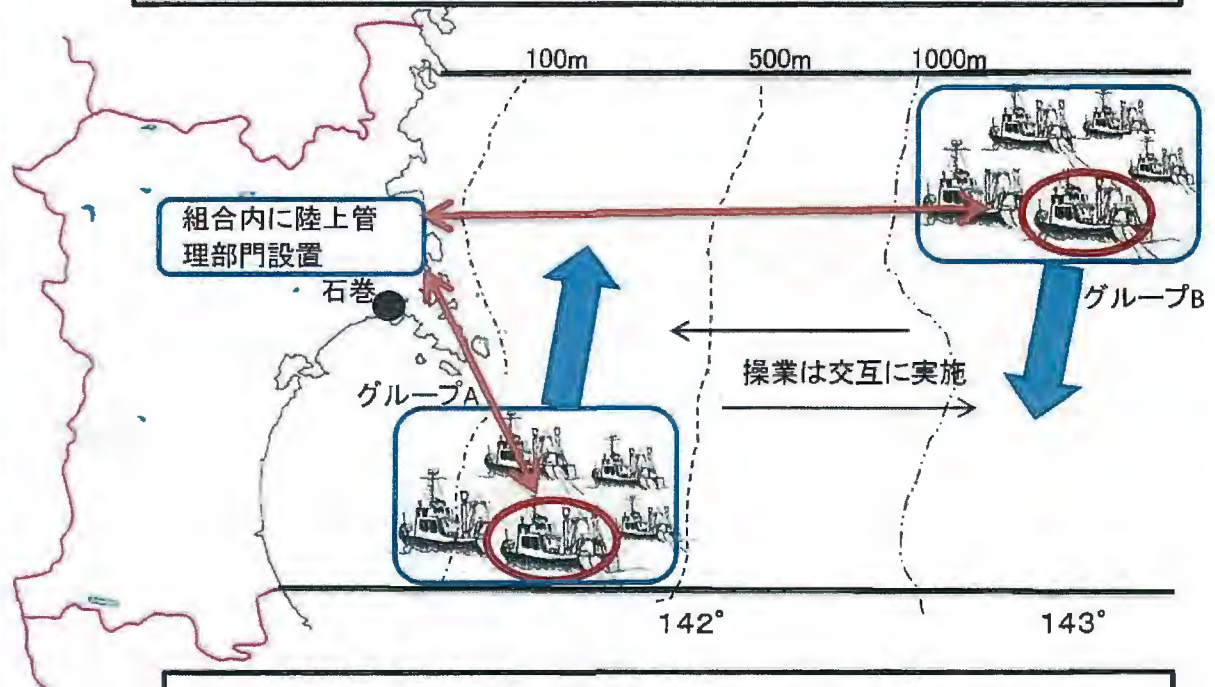 100m
500m
1000m
組合内に陸上管
理部門設置
石巻
グループB
操業は交互に実施
グループA
142°
143°